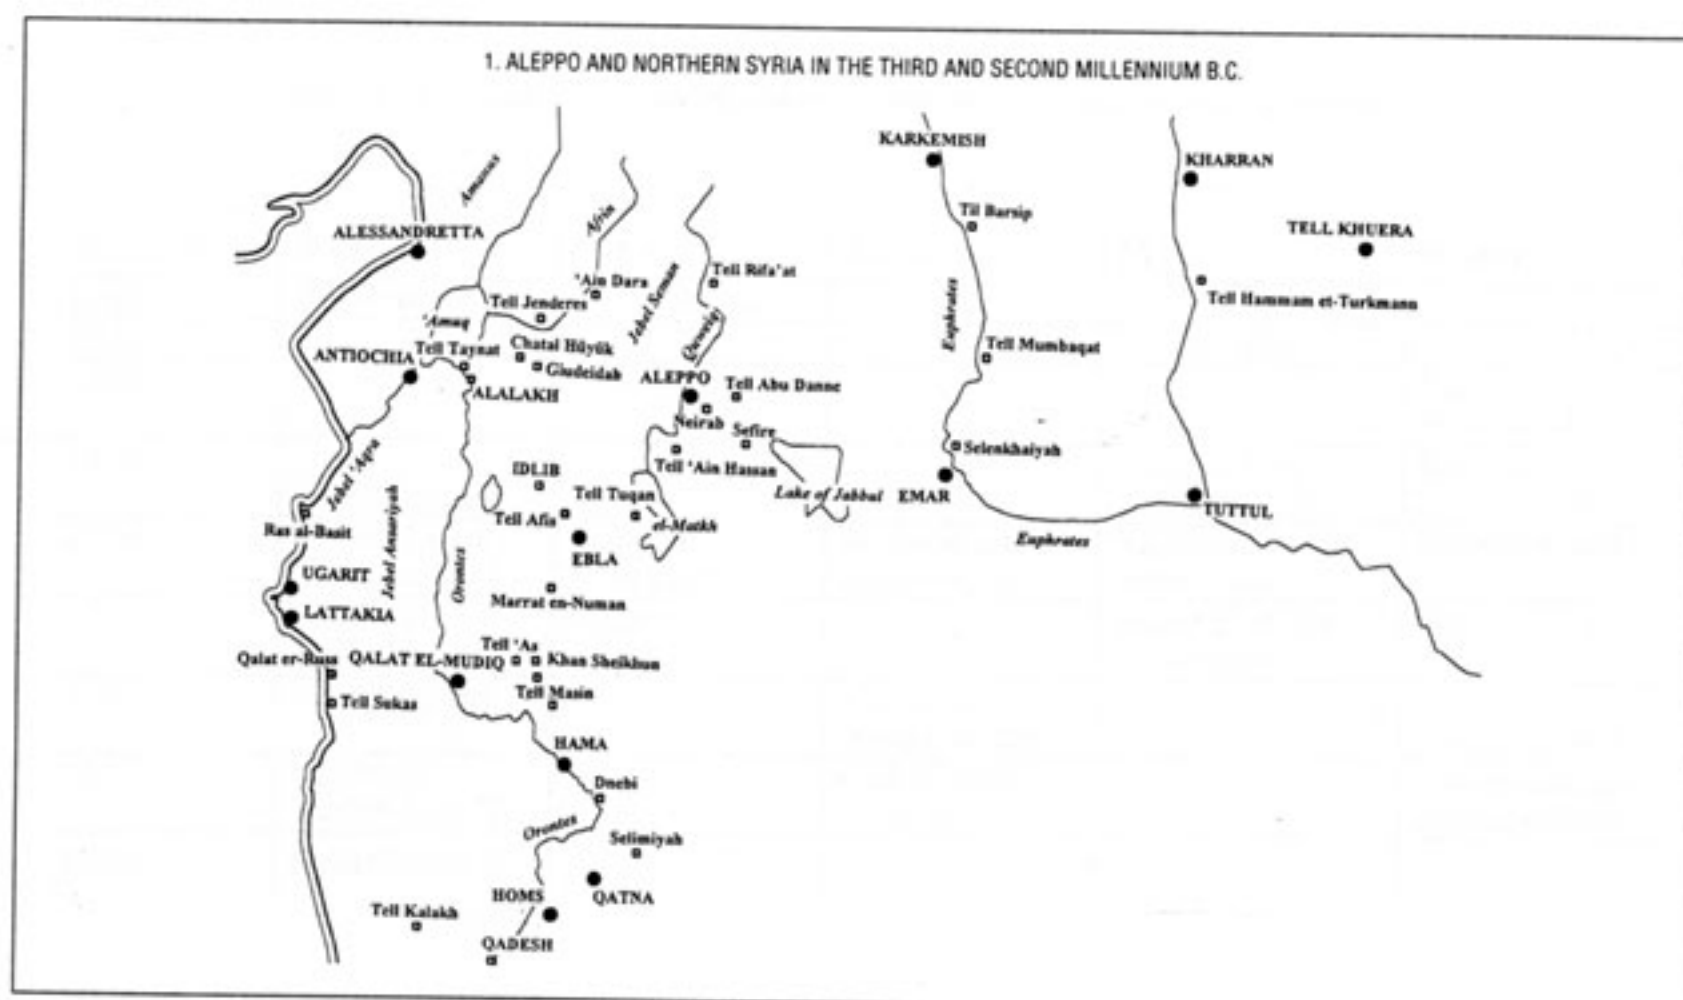 1. ALEPPO AND NORTHERN SYRIA IN THE THIRD AND SECOND MILLENNIUM B.C.
KARKEMISH
KHARRAN
Amanus
Til Barsip
Afrin
TELL KHUERA
ALESSANDRETTA
Tell Rifa'at
'Ain Dara
Tell Jenderes
Jebel Seman
Tell Hammam et-Turkmann
Euphrates
'Amuq
Quweiq
Chatal Hüyük
Tell Mumbaqat
Tell Taynat
ANTIOCHIA
Giudeidah
ALEPPO
Tell Abu Danne
ALALAKH
Neirab
Sefire
Selenkhaiyah
Jebel 'Aqra
IDLIB
Tell 'Ain Hassan
Tell Tuqan
Lake of Jabbul
EMAR
TUTTUL
Tell Afis
el-Matkh
Ras al-Basit
Jebel Ansariyah
Euphrates
EBLA
Orontes
UGARIT
Marrat en-Numan
LATTAKIA
Tell 'As
Qalat er-Russ
QALAT EL-MUDIQ
Khan Sheikhun
Tell Masin
Tell Sukas
HAMA
Dnebi
Orontes
Selimiyah
HOMS
QATNA
Tell Kalakh
QADESH